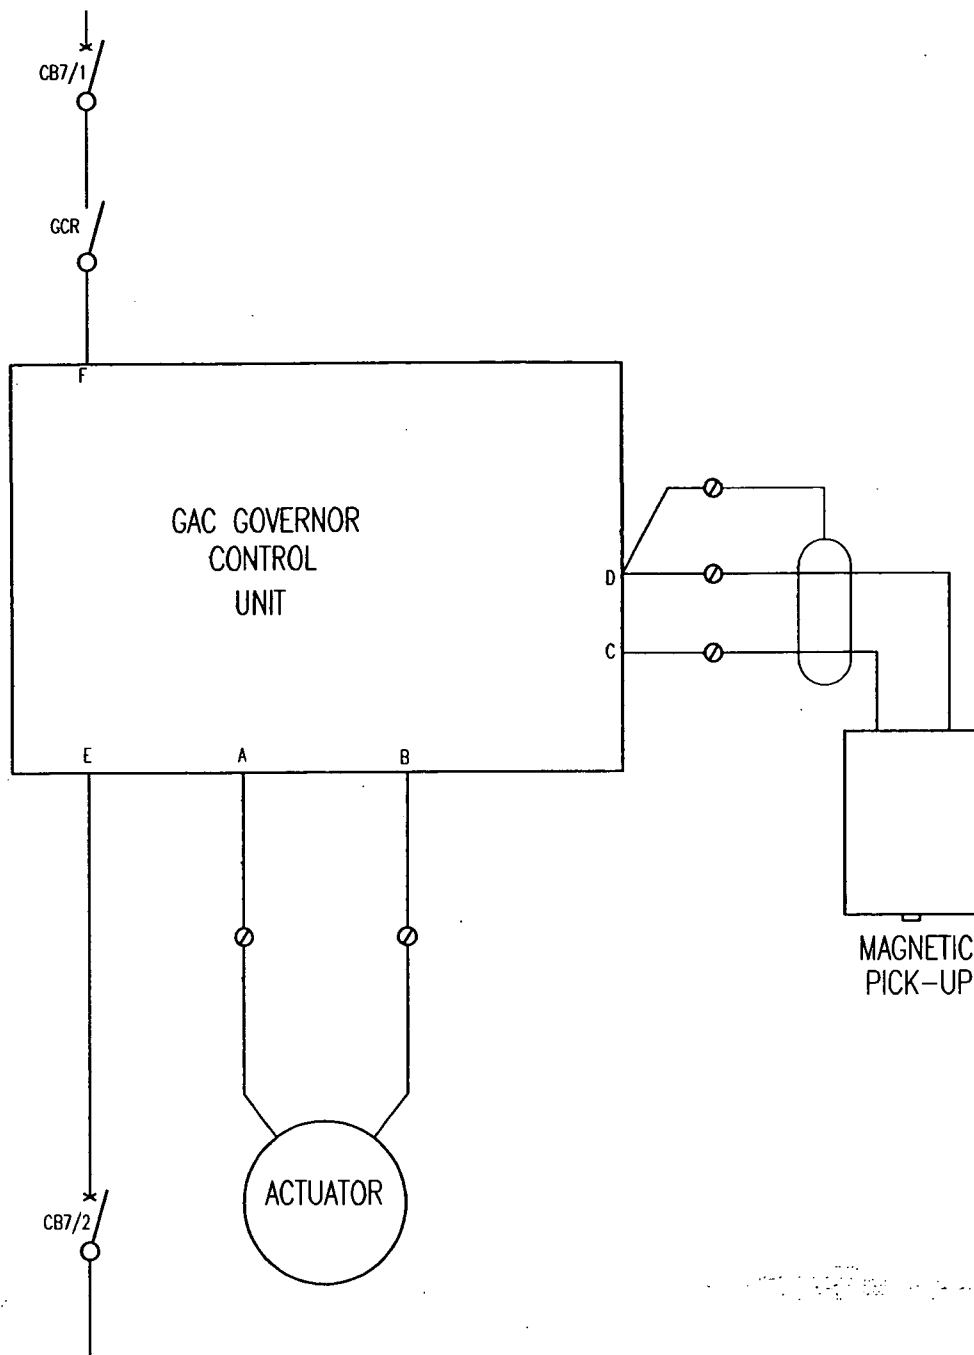 CB7/1
GCR
F
GAC GOVERNOR
CONTROL
UNIT
D
C
E
A
B
MAGNETIC
PICK-UP
ACTUATOR
CB7/2